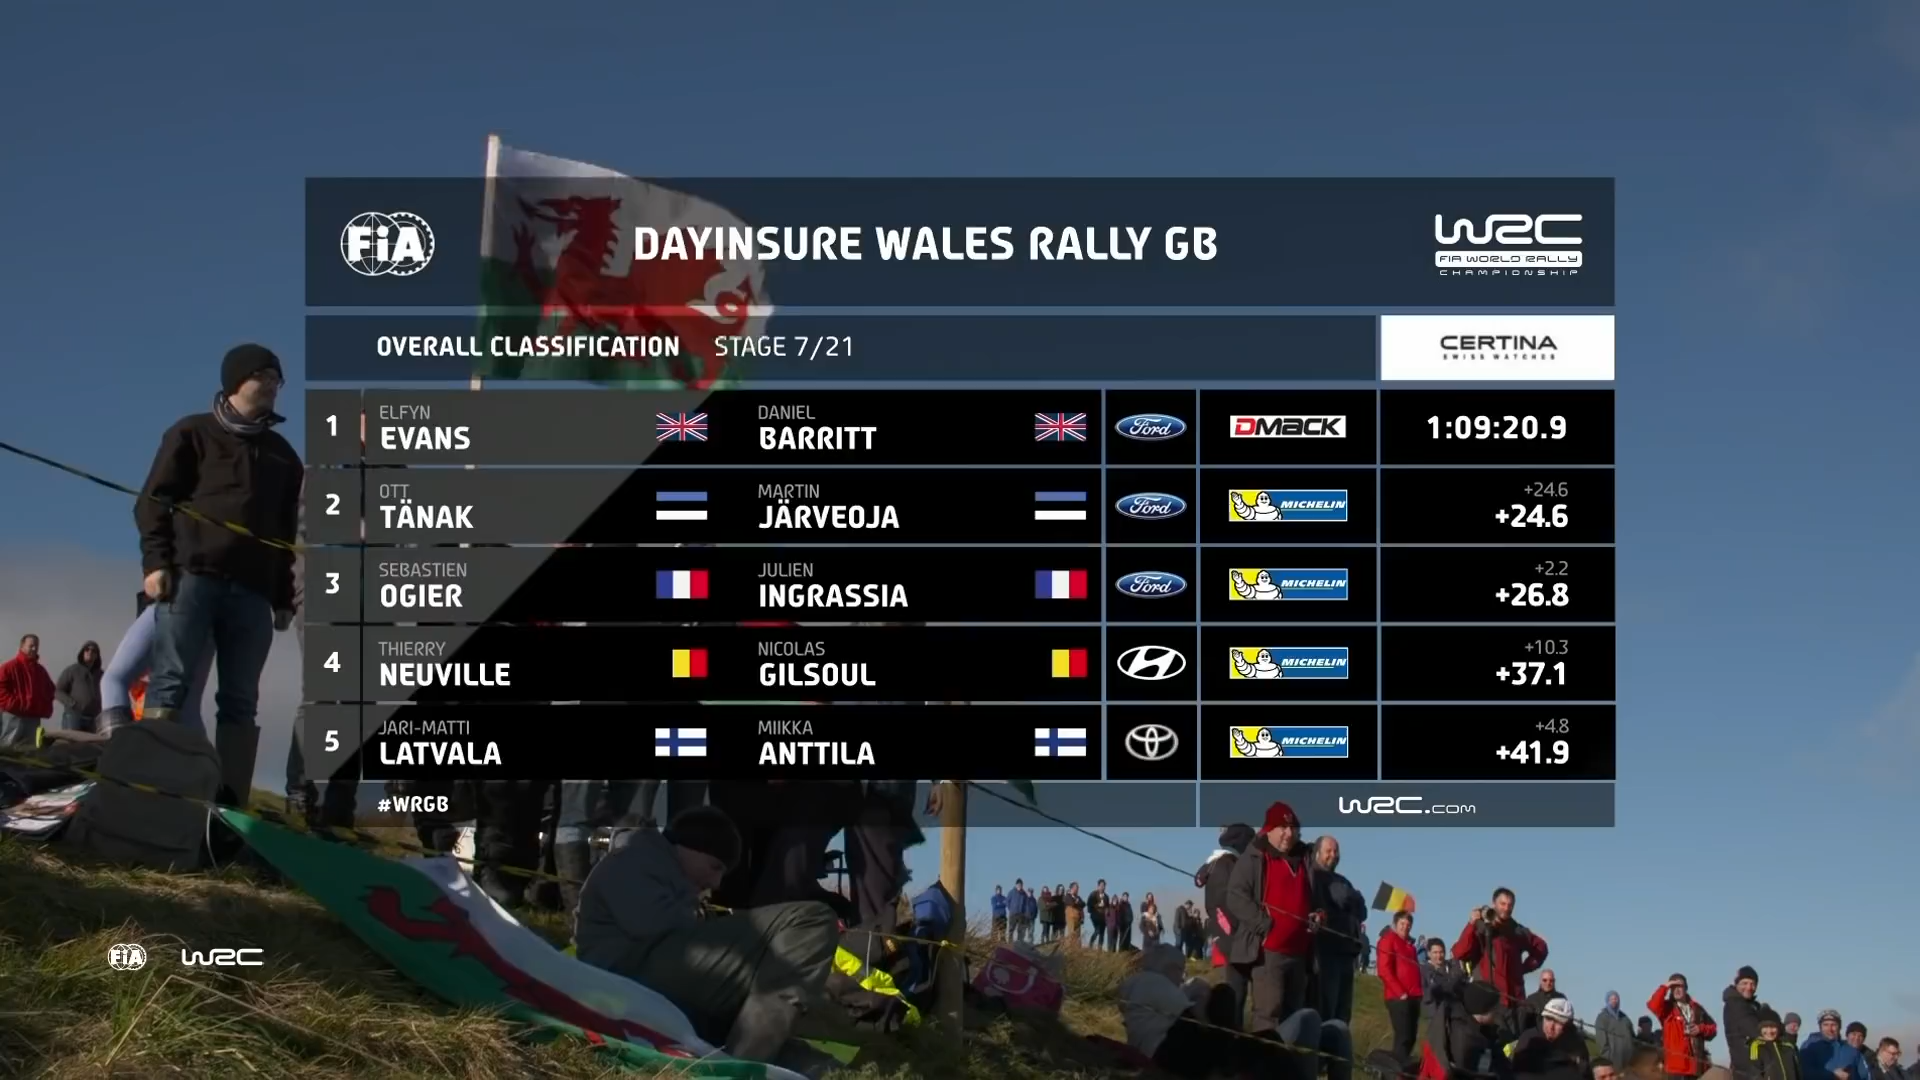 FiA
DAYINSURE WALES RALLY GB
WRC
FIA WORLD RALLY
CHAMPIONSHIP
OVERALL CLASSIFICATION STAGE 7/21
CERTINA
SWISS WATCHES
1 ELFYN EVANS DANIEL BARRITT Ford DMACK 1:09:20.9
2 OTT TÄNAK MARTIN JÄRVEOJA Ford MICHELIN +24.6 +24.6
3 SEBASTIEN OGIER JULIEN INGRASSIA Ford MICHELIN +2.2 +26.8
4 THIERRY NEUVILLE NICOLAS GILSOUL MICHELIN +10.3 +37.1
5 JARI-MATTI LATVALA MIIKKA ANTTILA MICHELIN +4.8 +41.9
#WRGB WRC.COM
FiA WRC